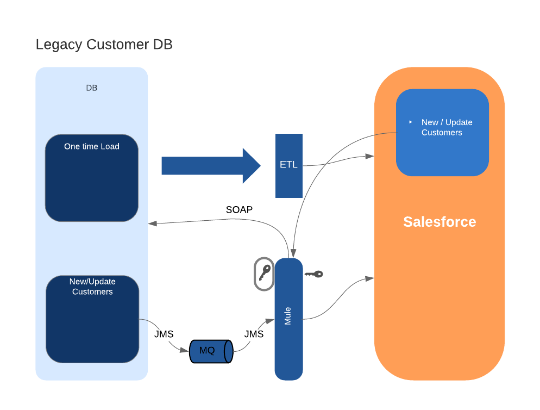 Legacy Customer DB
DB
One time Load
ETL
• New / Update
Customers
SOAP
Salesforce
New/Update
Customers
Mule
JMS
MQ
JMS